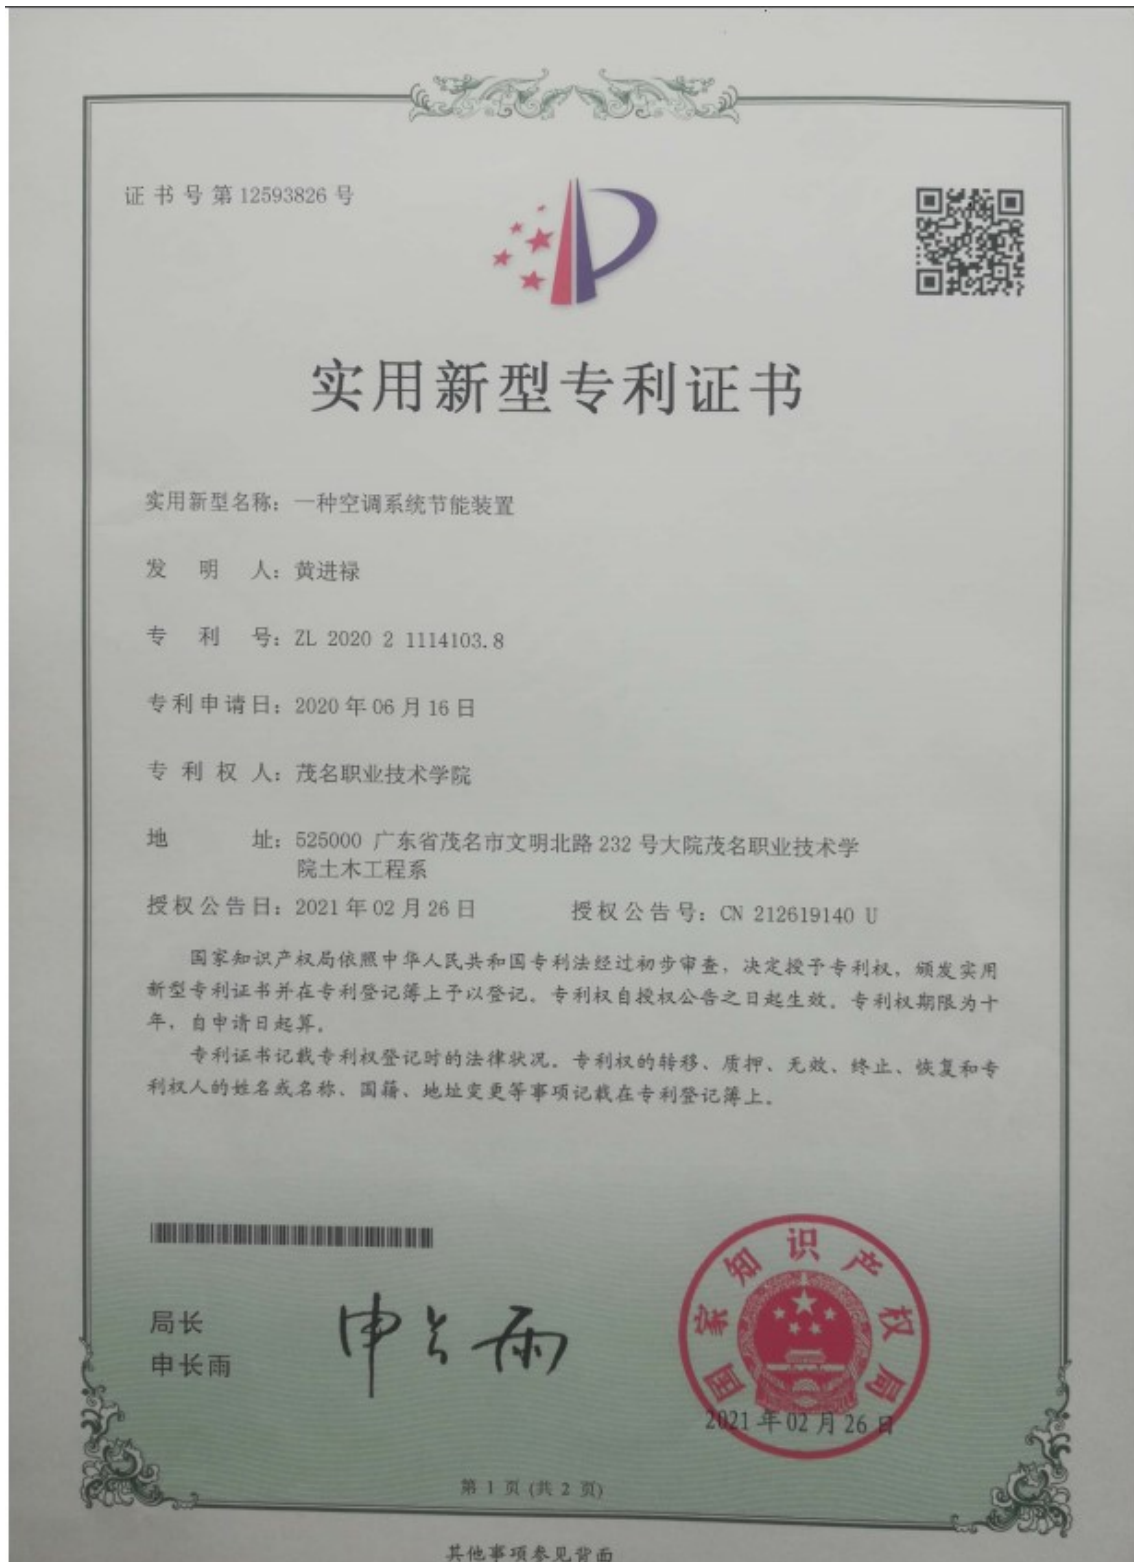 证书号第12593826号
实用新型专利证书
实用新型名称：一种空调系统节能装置
发明人：黄进禄
专利号：ZL 2020 2 1114103.8
专利申请日：2020年06月16日
专利权人：茂名职业技术学院
地址：525000 广东省茂名市文明北路232号大院茂名职业技术学
院土木工程系
授权公告日：2021年02月26日 授权公告号：CN 212619140 U
国家知识产权局依照中华人民共和国专利法经过初步审查，决定授予专利权，颁发实用
新型专利证书并在专利登记簿上予以登记。专利权自授权公告之日起生效。专利权期限为十
年，自申请日起算。
专利证书记载专利权登记时的法律状况。专利权的转移、质押、无效、终止、恢复和专
利权人的姓名或名称、国籍、地址变更等事项记载在专利登记簿上。
局长
申长雨
申长雨
国家知识产权局
2021年02月26日
第1页(共2页)
其他事项参见背面